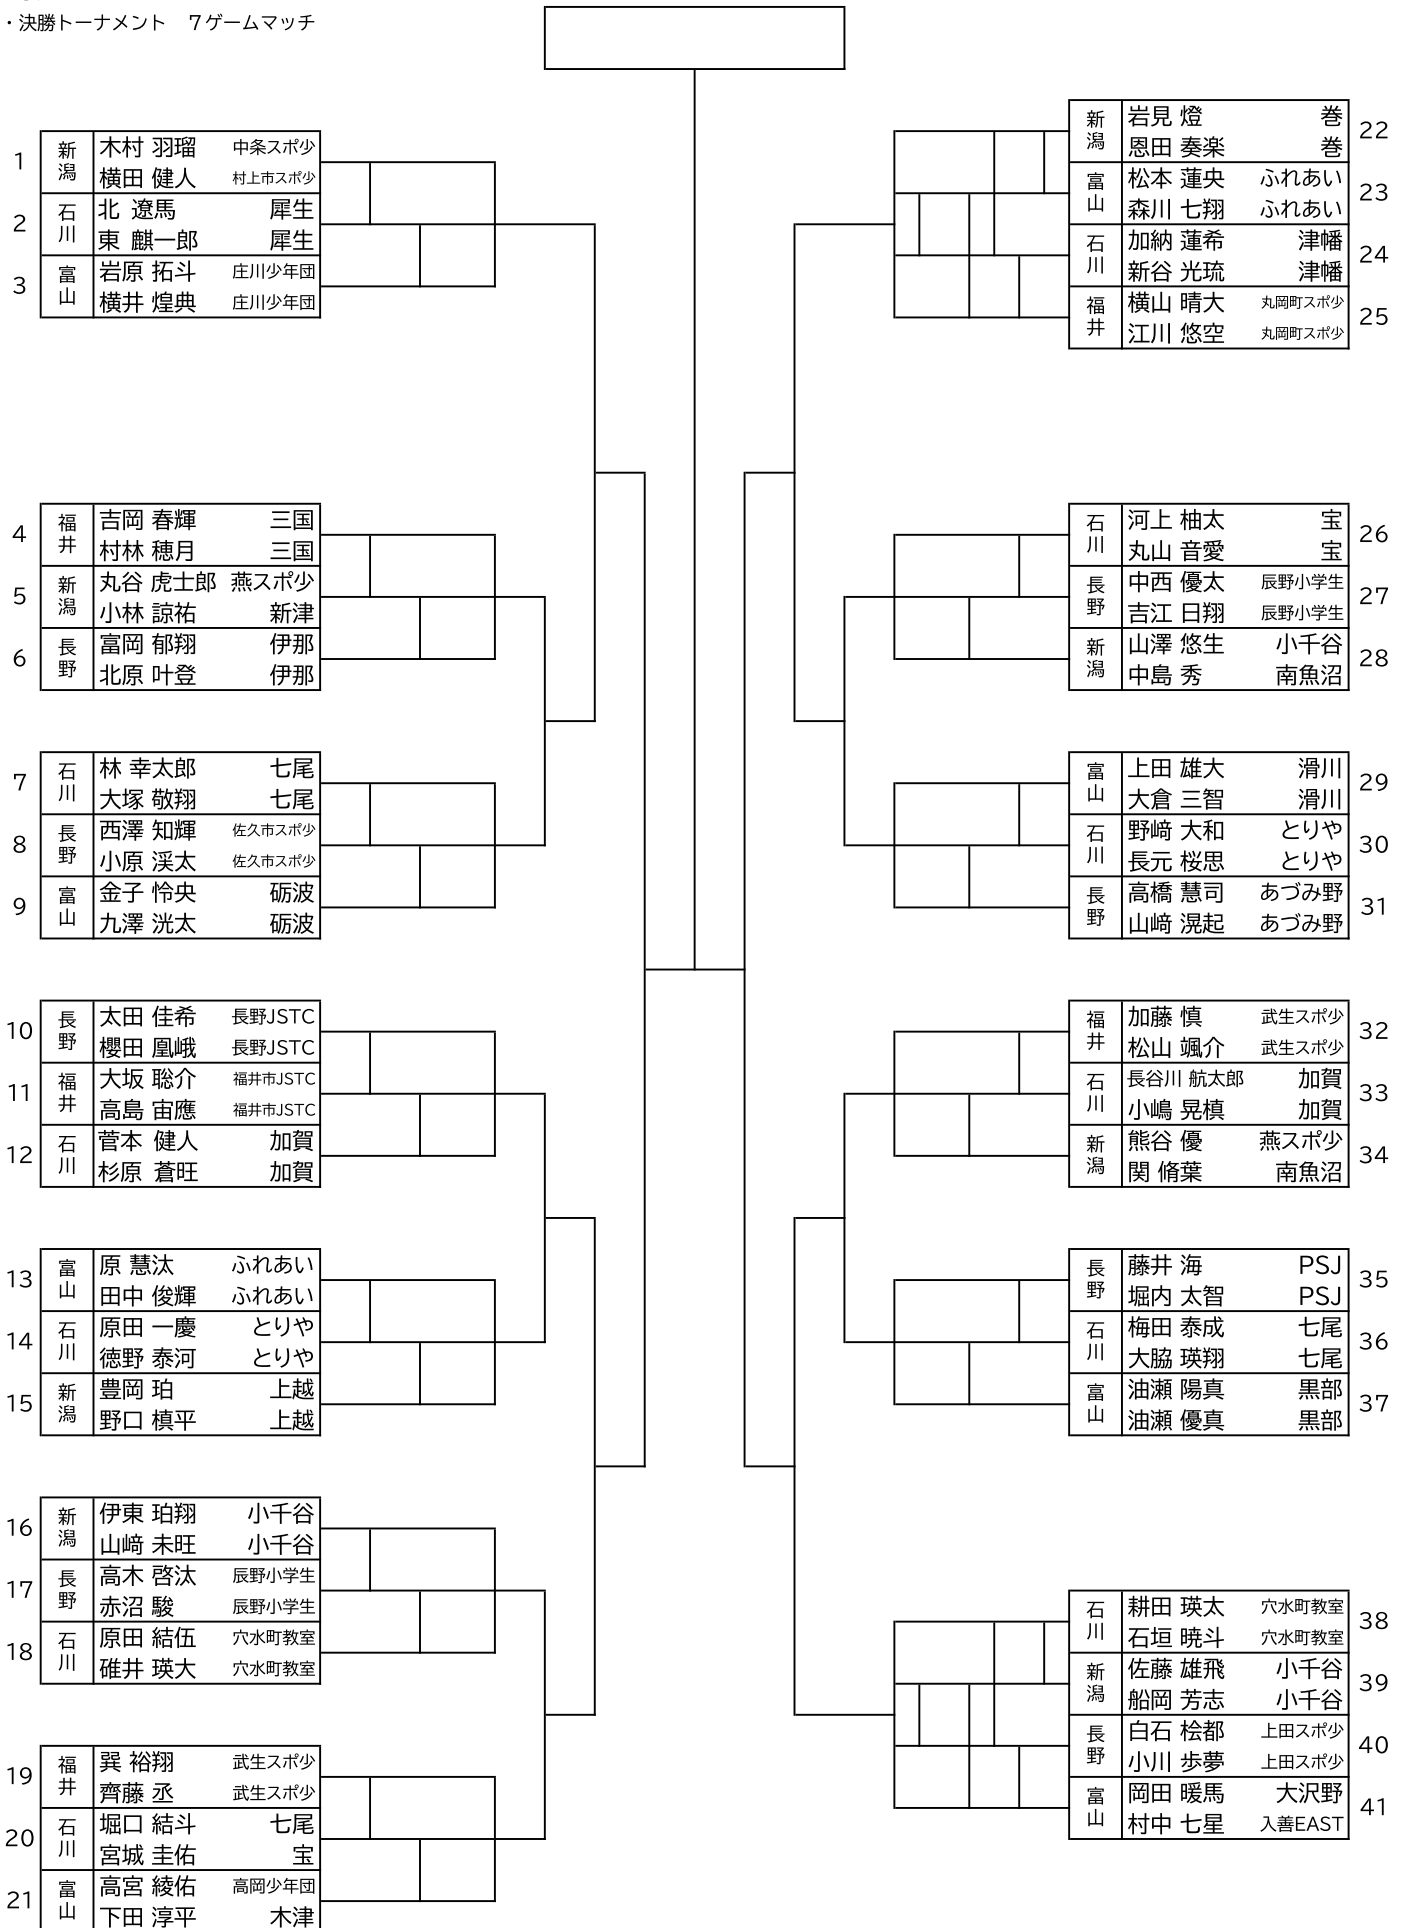 ・決勝トーナメント　7ゲームマッチ
1 新潟 木村 羽瑠 中条スポ少
横田 健人 村上市スポ少
2 石川 北 遼馬 犀生
東 麒一郎 犀生
3 富山 岩原 拓斗 庄川少年団
横井 煌典 庄川少年団
4 福井 吉岡 春輝 三国
村林 穂月 三国
5 新潟 丸谷 虎士郎 燕スポ少
小林 諒祐 新津
6 長野 富岡 郁翔 伊那
北原 叶登 伊那
7 石川 林 幸太郎 七尾
大塚 敬翔 七尾
8 長野 西澤 知輝 佐久市スポ少
小原 渓太 佐久市スポ少
9 富山 金子 怜央 砺波
九澤 洸太 砺波
10 長野 太田 佳希 長野JSTC
櫻田 凰峨 長野JSTC
11 福井 大坂 聡介 福井市JSTC
高島 宙應 福井市JSTC
12 石川 菅本 健人 加賀
杉原 蒼旺 加賀
13 富山 原 慧汰 ふれあい
田中 俊輝 ふれあい
14 石川 原田 一慶 とりや
徳野 泰河 とりや
15 新潟 豊岡 珀 上越
野口 槙平 上越
16 新潟 伊東 珀翔 小千谷
山﨑 未旺 小千谷
17 長野 高木 啓汰 辰野小学生
赤沼 駿 辰野小学生
18 石川 原田 結伍 穴水町教室
碓井 瑛大 穴水町教室
19 福井 巽 裕翔 武生スポ少
齊藤 丞 武生スポ少
20 石川 堀口 結斗 七尾
宮城 圭佑 宝
21 富山 高宮 綾佑 高岡少年団
下田 淳平 木津
新潟 岩見 燈 巻 22
恩田 奏楽 巻
富山 松本 蓮央 ふれあい 23
森川 七翔 ふれあい
石川 加納 蓮希 津幡 24
新谷 光琉 津幡
福井 横山 晴大 丸岡町スポ少 25
江川 悠空 丸岡町スポ少
石川 河上 柚太 宝 26
丸山 音愛 宝
長野 中西 優太 辰野小学生 27
吉江 日翔 辰野小学生
新潟 山澤 悠生 小千谷 28
中島 秀 南魚沼
富山 上田 雄大 滑川 29
大倉 三智 滑川
石川 野﨑 大和 とりや 30
長元 桜思 とりや
長野 高橋 慧司 あづみ野 31
山﨑 滉起 あづみ野
福井 加藤 慎 武生スポ少 32
松山 颯介 武生スポ少
石川 長谷川 航太郎 加賀 33
小嶋 晃槙 加賀
新潟 熊谷 優 燕スポ少 34
関 脩葉 南魚沼
長野 藤井 海 PSJ 35
堀内 太智 PSJ
石川 梅田 泰成 七尾 36
大脇 瑛翔 七尾
富山 油瀬 陽真 黒部 37
油瀬 優真 黒部
石川 耕田 瑛太 穴水町教室 38
石垣 暁斗 穴水町教室
新潟 佐藤 雄飛 小千谷 39
船岡 芳志 小千谷
長野 白石 桧都 上田スポ少 40
小川 歩夢 上田スポ少
富山 岡田 暖馬 大沢野 41
村中 七星 入善EAST